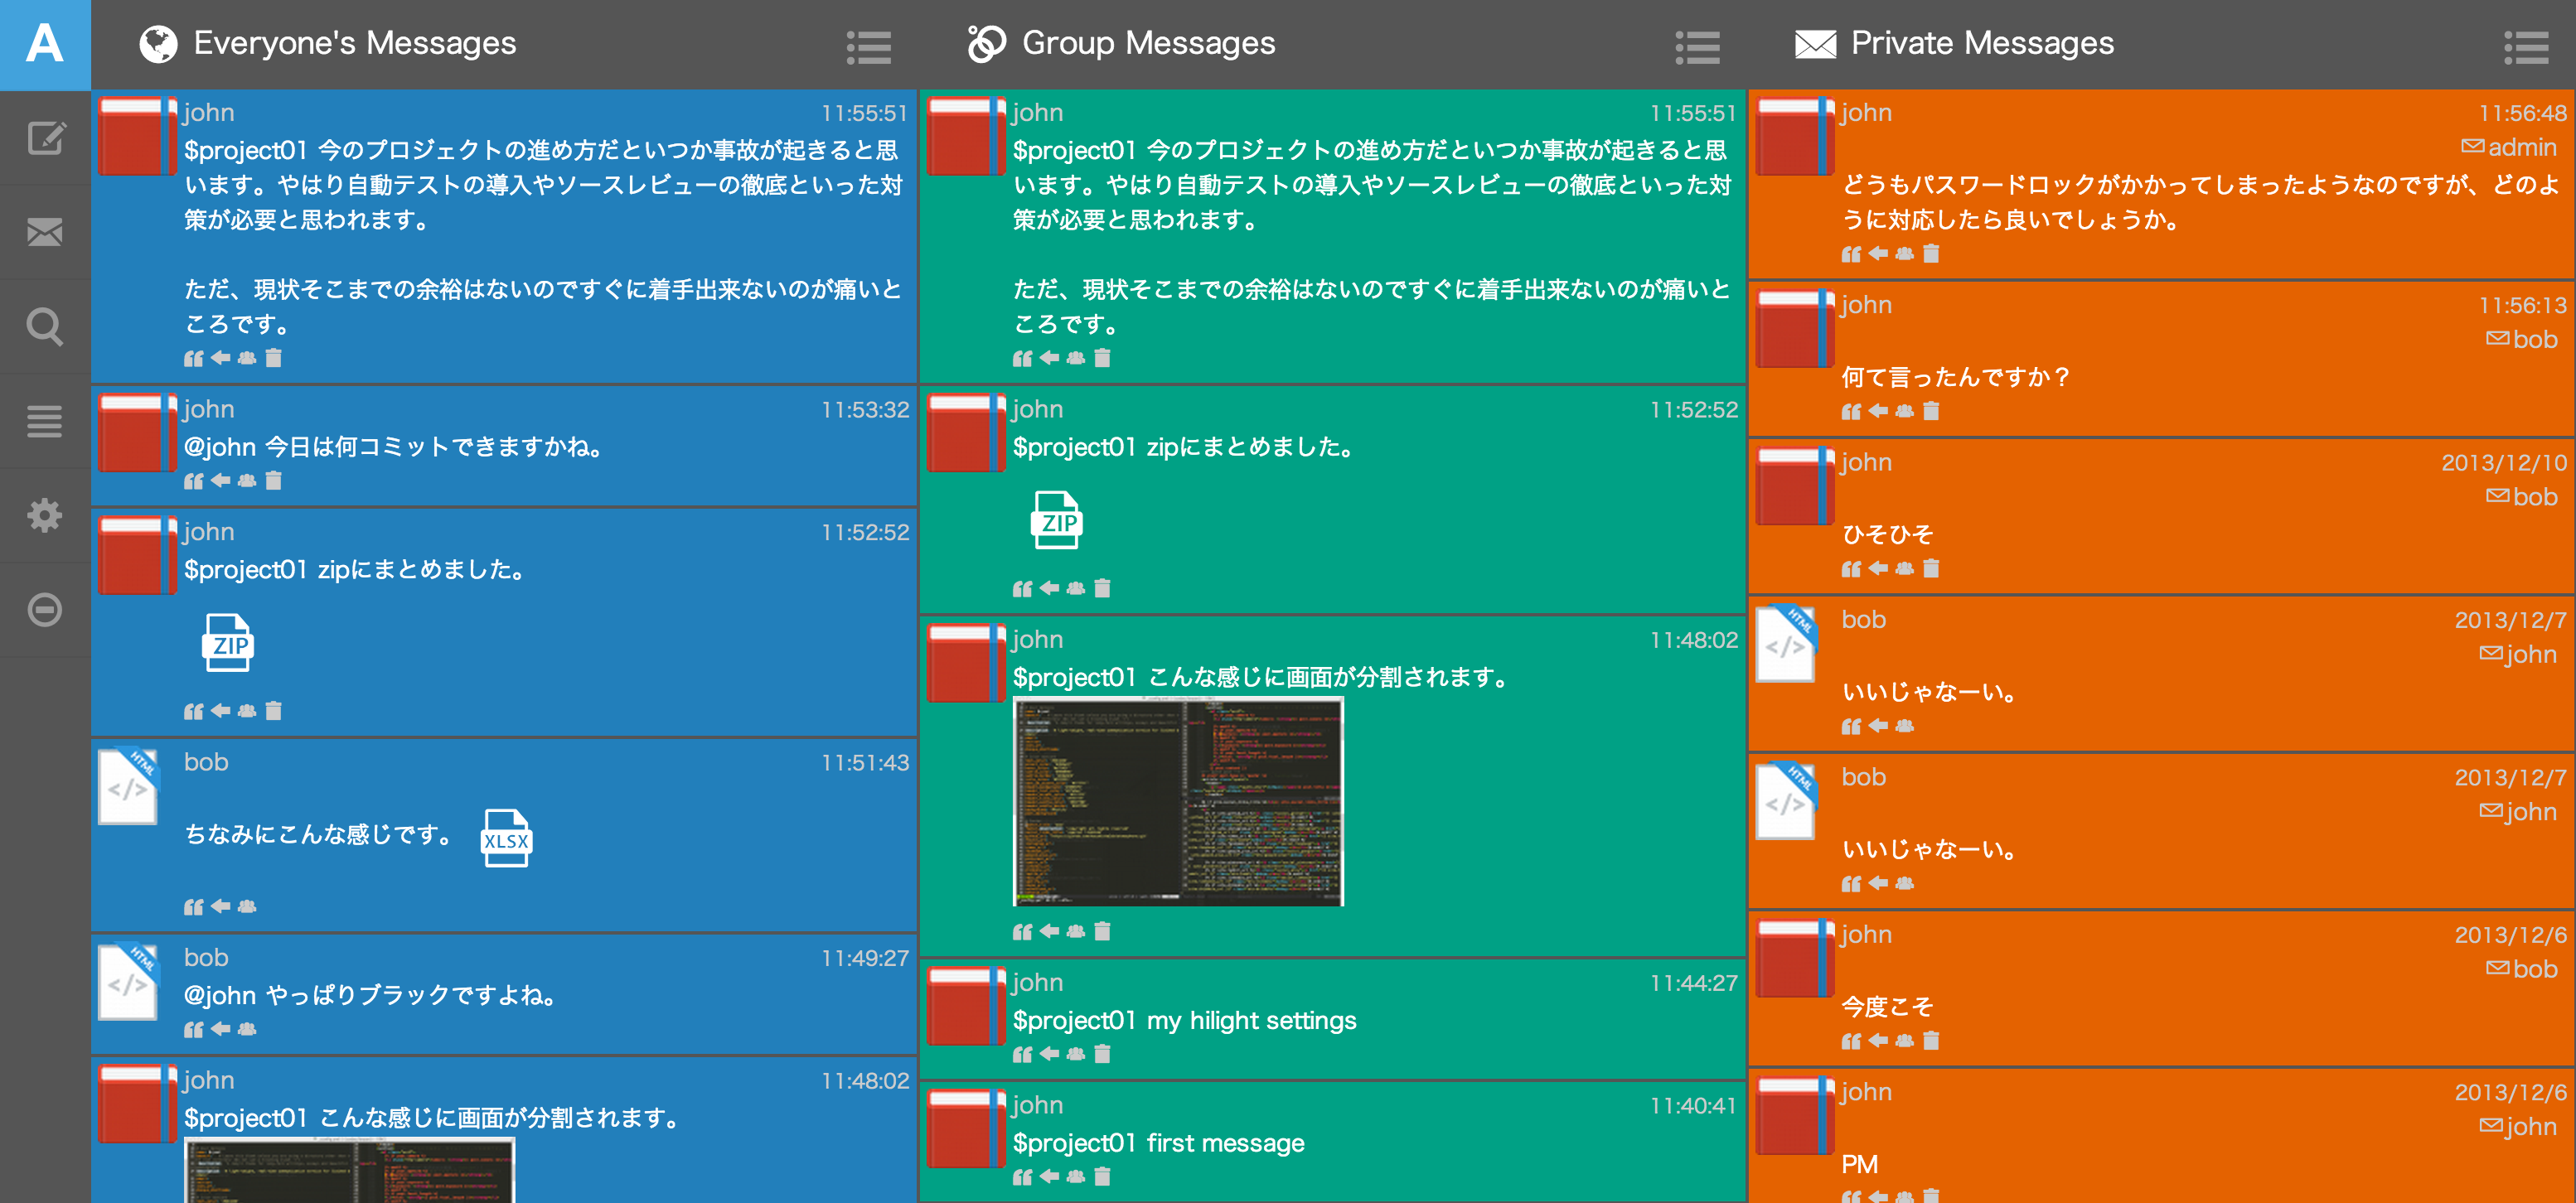 A
Everyone's Messages
john
11:55:51
$project01 今のプロジェクトの進め方だといつか事故が起きると思
います。やはり自動テストの導入やソースレビューの徹底といった対
策が必要と思われます。
ただ、現状そこまでの余裕はないのですぐに着手出来ないのが痛いと
ころです。
john
11:53:32
@john 今日は何コミットできますかね。
john
11:52:52
$project01 zipにまとめました。
ZIP
HTML
</>
bob
11:51:43
ちなみにこんな感じです。
XLSX
HTML
</>
bob
11:49:27
@john やっぱりブラックですよね。
john
11:48:02
$project01 こんな感じに画面が分割されます。
Group Messages
john
11:55:51
$project01 今のプロジェクトの進め方だといつか事故が起きると思
います。やはり自動テストの導入やソースレビューの徹底といった対
策が必要と思われます。
ただ、現状そこまでの余裕はないのですぐに着手出来ないのが痛いと
ころです。
john
11:52:52
$project01 zipにまとめました。
ZIP
john
11:48:02
$project01 こんな感じに画面が分割されます。
john
11:44:27
$project01 my hilight settings
john
11:40:41
$project01 first message
Private Messages
john
11:56:48
admin
どうもパスワードロックがかかってしまったようなのですが、どのよ
うに対応したら良いでしょうか。
john
11:56:13
bob
何て言ったんですか？
john
2013/12/10
bob
ひそひそ
HTML
</>
bob
2013/12/7
john
いいじゃなーい。
HTML
</>
bob
2013/12/7
john
いいじゃなーい。
john
2013/12/6
bob
今度こそ
john
2013/12/6
john
PM